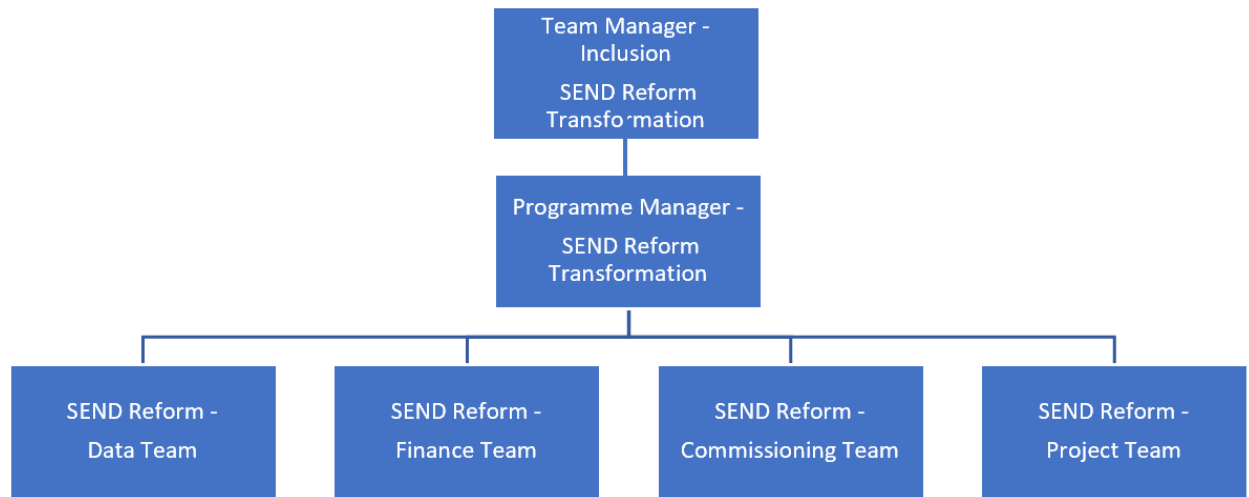 Team Manager -
Inclusion
SEND Reform
Transformation
Programme Manager -
SEND Reform
Transformation
SEND Reform -
Data Team
SEND Reform -
Finance Team
SEND Reform -
Commissioning Team
SEND Reform -
Project Team